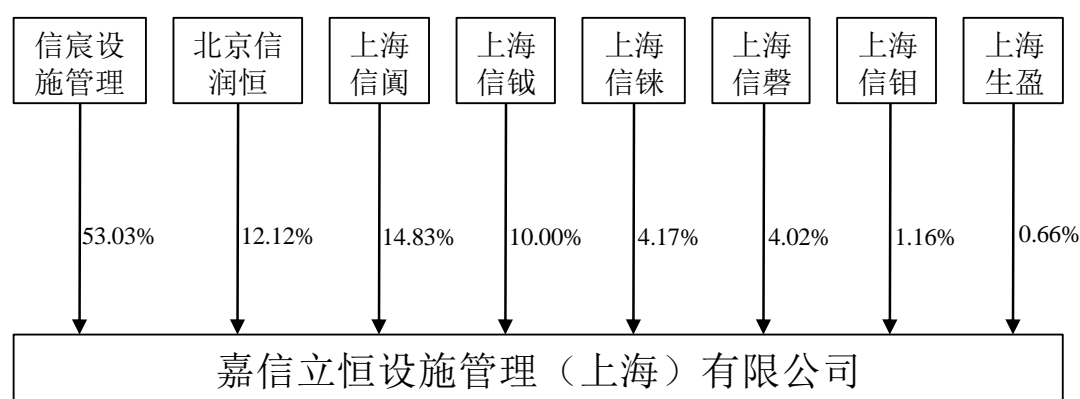 信宸设
施管理
北京信
润恒
上海
信阗
上海
信钺
上海
信铼
上海
信磬
上海
信钼
上海
生盈
53.03%
12.12%
14.83%
10.00%
4.17%
4.02%
1.16%
0.66%
嘉信立恒设施管理（上海）有限公司